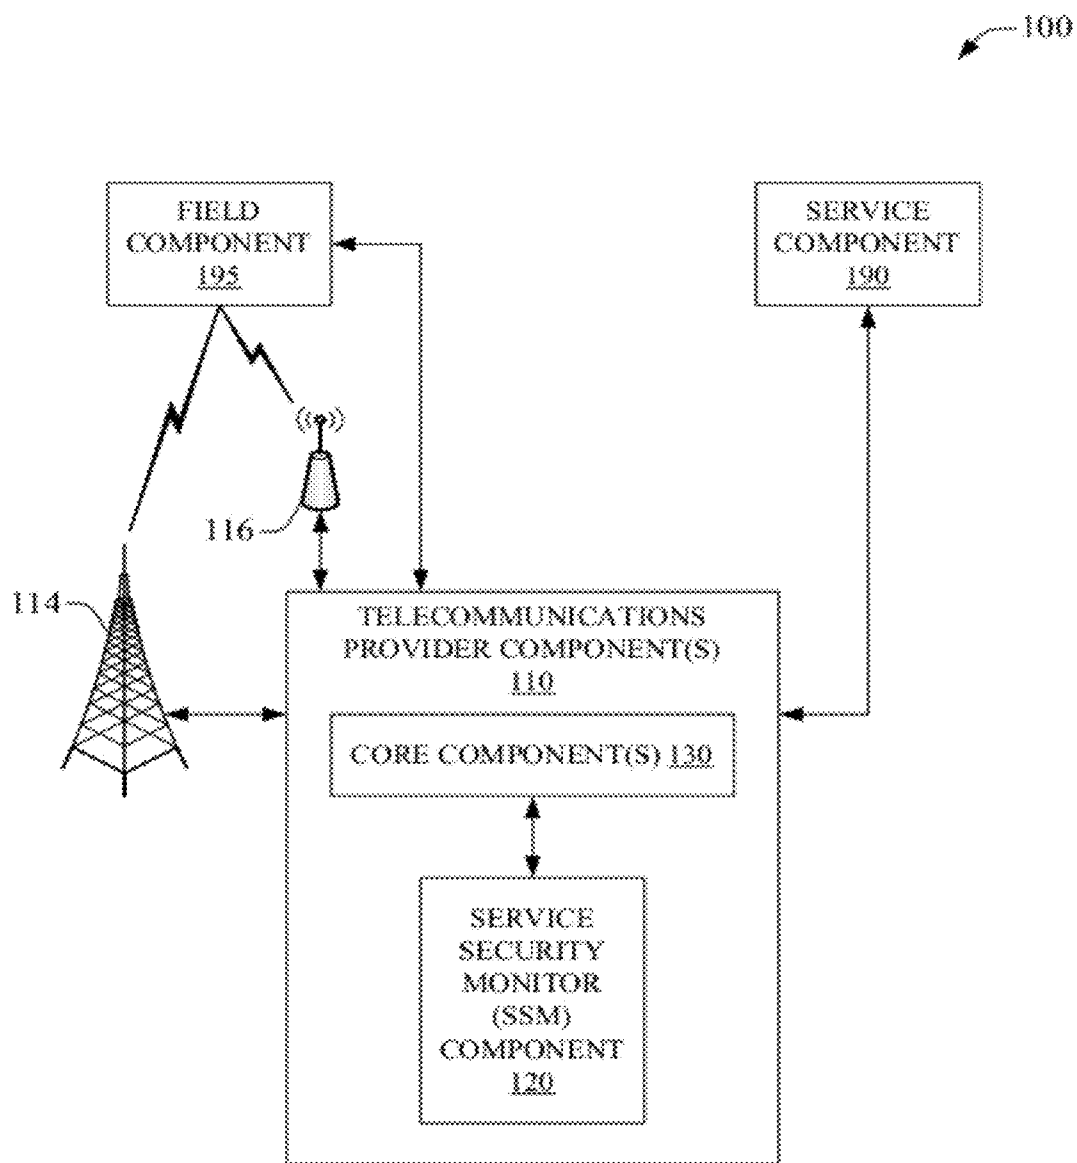 100
FIELD
COMPONENT
195
SERVICE
COMPONENT
190
116
114
TELECOMMUNICATIONS
PROVIDER COMPONENT(S)
110
CORE COMPONENT(S) 130
SERVICE
SECURITY
MONITOR
(SSM)
COMPONENT
120